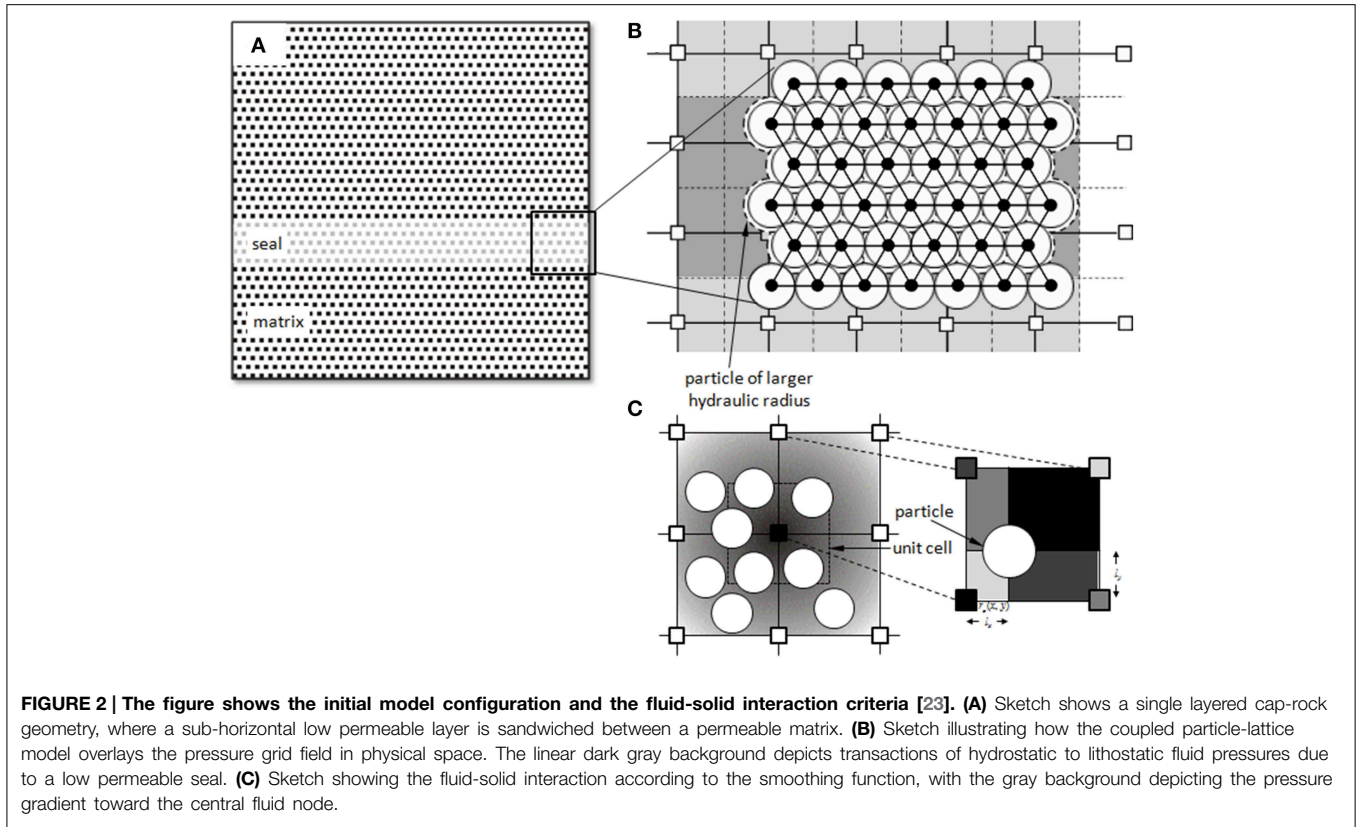 A
seal
matrix
B
particle of larger
hydraulic radius
C
unit cell
particle
FIGURE 2 | The figure shows the initial model configuration and the fluid-solid interaction criteria [23]. (A) Sketch shows a single layered cap-rock
geometry, where a sub-horizontal low permeable layer is sandwiched between a permeable matrix. (B) Sketch illustrating how the coupled particle-lattice
model overlays the pressure grid field in physical space. The linear dark gray background depicts transactions of hydrostatic to lithostatic fluid pressures due
to a low permeable seal. (C) Sketch showing the fluid-solid interaction according to the smoothing function, with the gray background depicting the pressure
gradient toward the central fluid node.